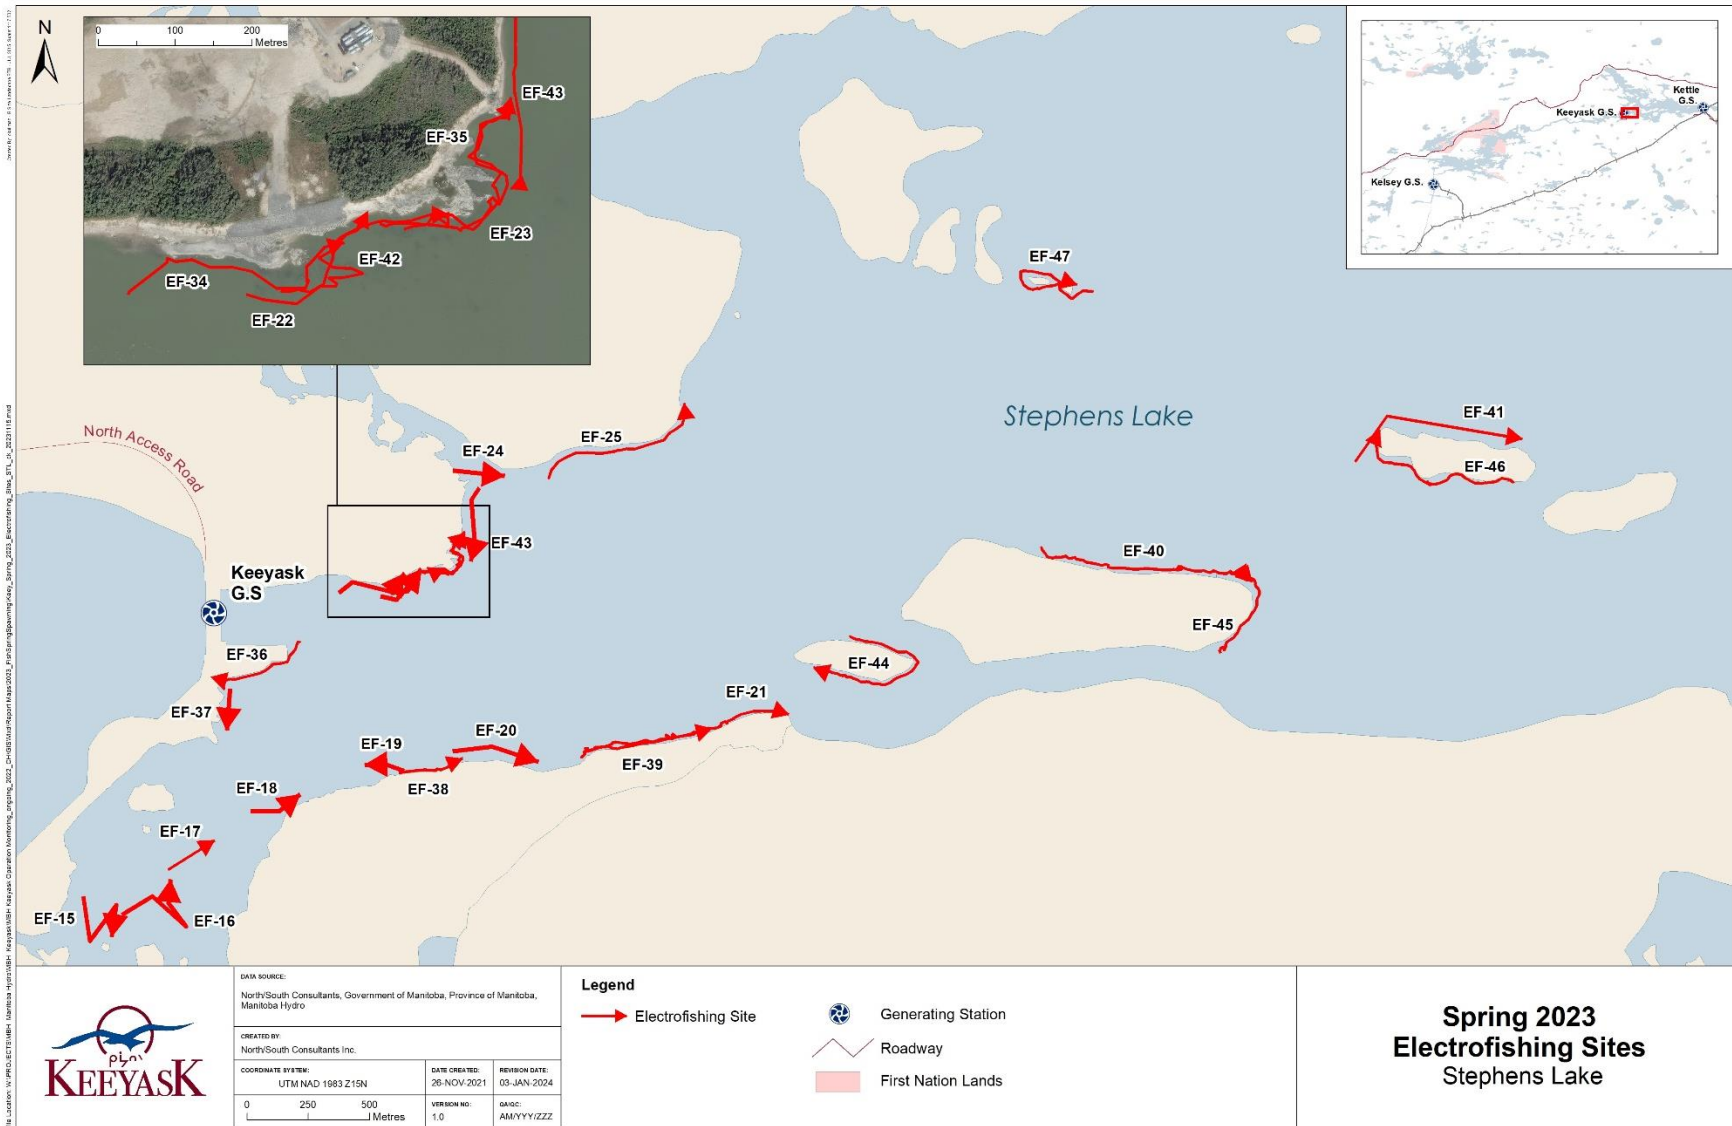 N
0 100 200
Metres
EF-43
EF-35
EF-23
EF-42
EF-34
EF-22
Kettle
G.S.
Keeyask G.S.
Kelsey G.S.
EF-47
Stephens Lake
EF-41
EF-46
North Access Road
EF-25
EF-24
EF-43
Keeyask
G.S
EF-40
EF-45
EF-36
EF-44
EF-37
EF-21
EF-20
EF-19
EF-39
EF-38
EF-18
EF-17
EF-15
EF-16
KEEYASK
DATA SOURCE:
North/South Consultants, Government of Manitoba, Province of Manitoba,
Manitoba Hydro
CREATED BY:
North/South Consultants Inc.
COORDINATE SYSTEM:
UTM NAD 1983 Z15N
DATE CREATED:
26-NOV-2021
REVISION DATE:
03-JAN-2024
0 250 500
Metres
VERSION NO:
1.0
QA/QC:
AM/YYY/ZZZ
Legend
Electrofishing Site
Generating Station
Roadway
First Nation Lands
Spring 2023
Electrofishing Sites
Stephens Lake